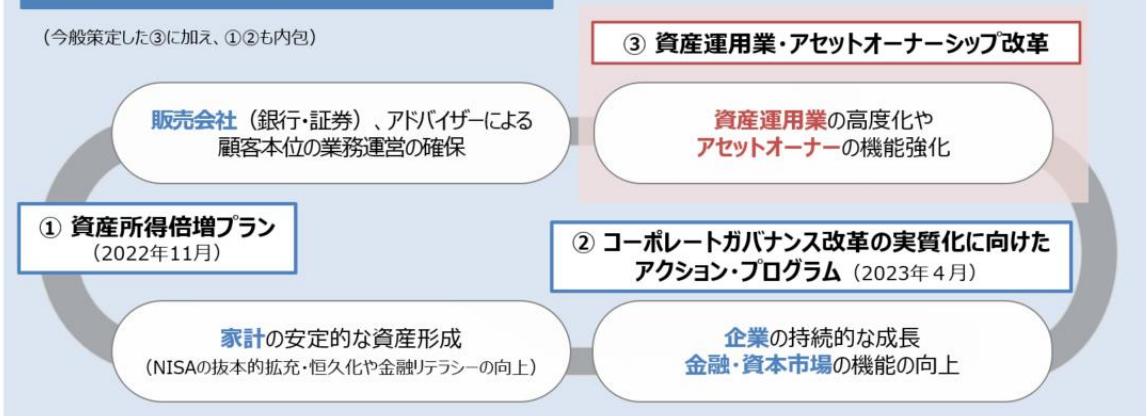 （今般策定した③に加え、①②も内包）
③ 資産運用業・アセットオーナーシップ改革
販売会社（銀行・証券）、アドバイザーによる
顧客本位の業務運営の確保
資産運用業の高度化や
アセットオーナーの機能強化
① 資産所得倍増プラン
（2022年11月）
② コーポレートガバナンス改革の実質化に向けた
アクション・プログラム（2023年４月）
家計の安定的な資産形成
（NISAの抜本的拡充・恒久化や金融リテラシーの向上）
企業の持続的な成長
金融・資本市場の機能の向上